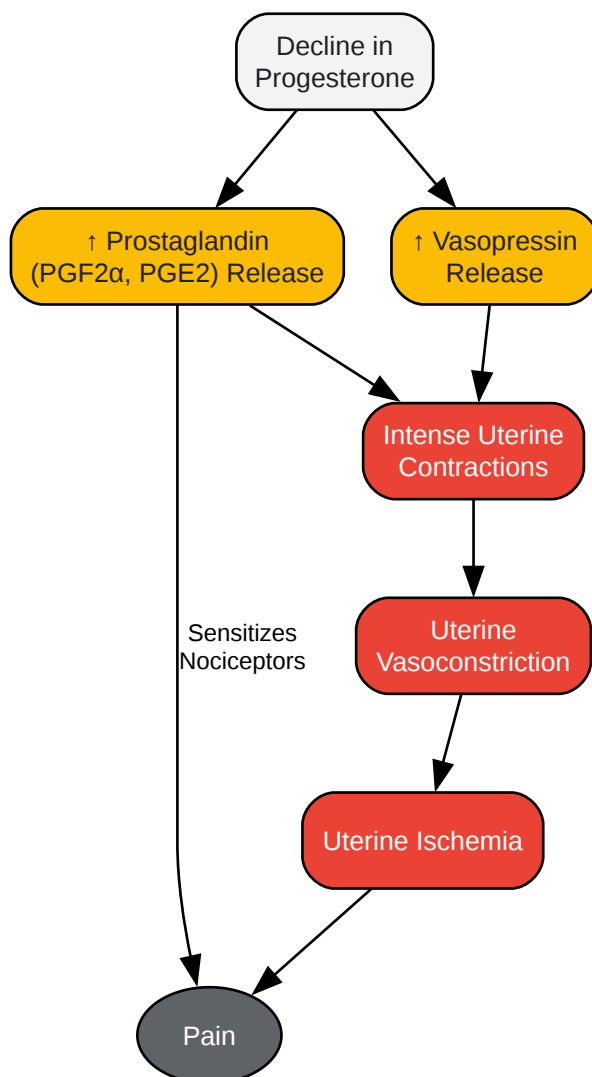 Decline in
Progesterone
↑ Prostaglandin
(PGF2α, PGE2) Release
↑ Vasopressin
Release
Intense Uterine
Contractions
Uterine
Vasoconstriction
Sensitizes
Nociceptors
Uterine Ischemia
Pain